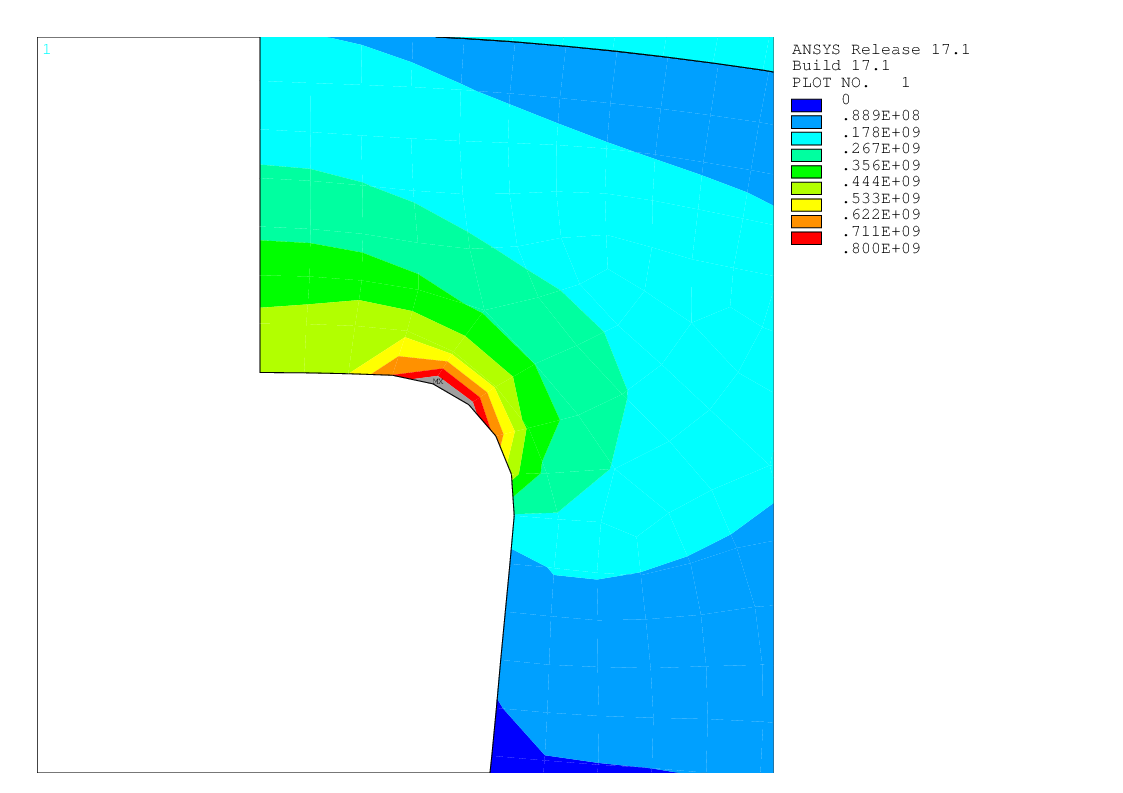 1
ANSYS Release 17.1
Build 17.1
PLOT NO. 1
0
.889E+08
.178E+09
.267E+09
.356E+09
.444E+09
.533E+09
.622E+09
.711E+09
.800E+09
MX